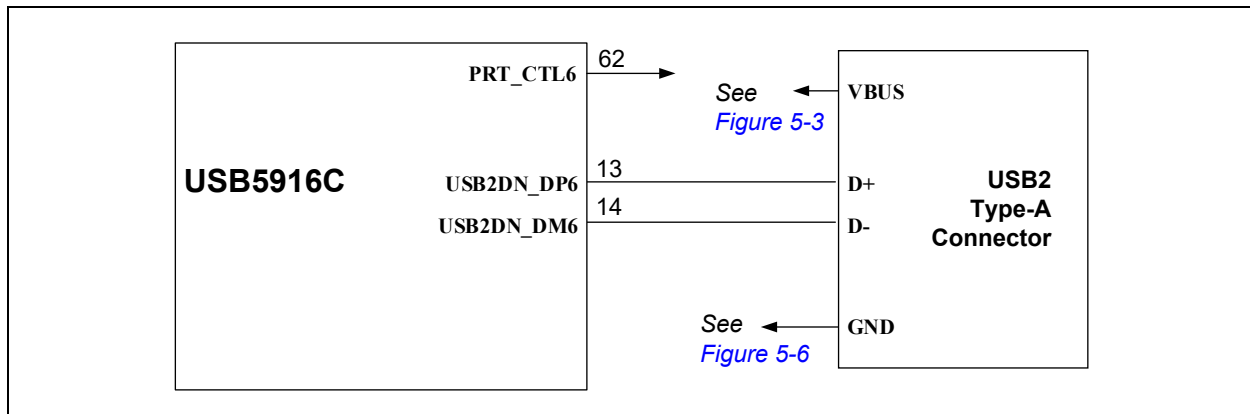 PRT_CTL6
62
See
Figure 5-3
VBUS
USB5916C
USB2DN_DP6
13
D+
USB2
Type-A
Connector
USB2DN_DM6
14
D-
See
Figure 5-6
GND